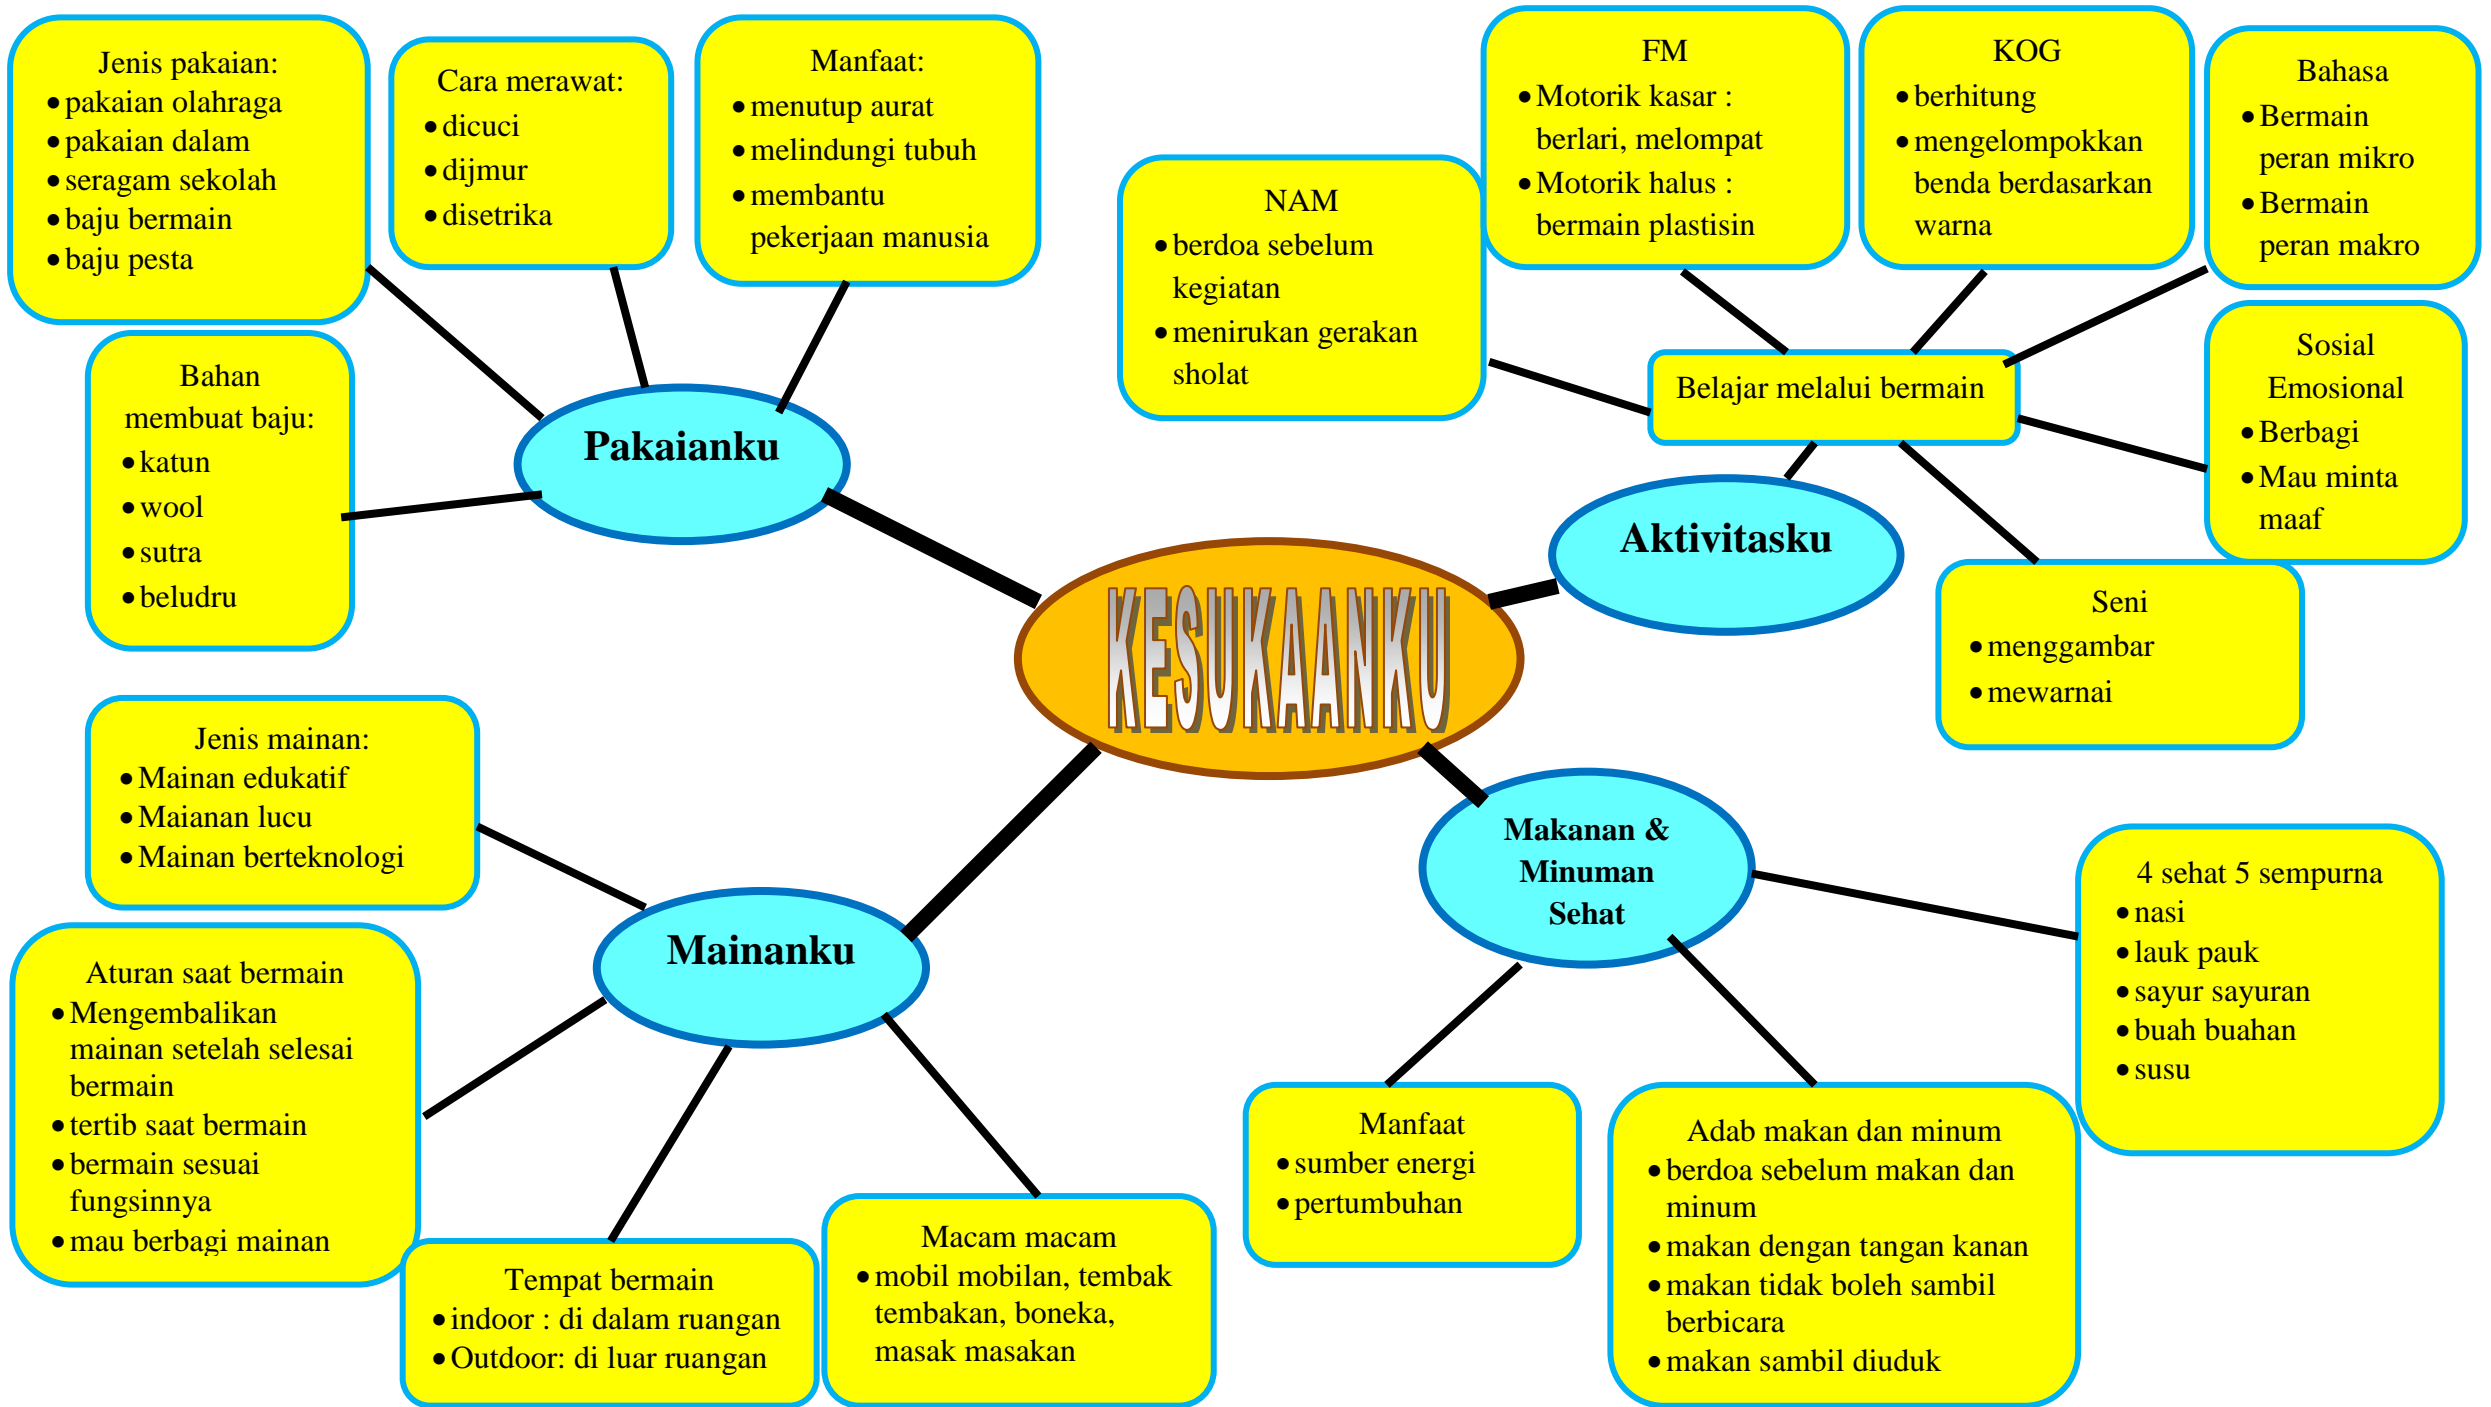 Jenis pakaian:
• pakaian olahraga
• pakaian dalam
• seragam sekolah
• baju bermain
• baju pesta
Cara merawat:
• dicuci
• dijmur
• disetrika
Manfaat:
• menutup aurat
• melindungi tubuh
• membantu
pekerjaan manusia
Bahan
membuat baju:
• katun
• wool
• sutra
• beludru
Pakaianku
NAM
• berdoa sebelum
kegiatan
• menirukan gerakan
sholat
FM
• Motorik kasar :
berlari, melompat
• Motorik halus :
bermain plastisin
KOG
• berhitung
• mengelompokkan
benda berdasarkan
warna
Bahasa
• Bermain
peran mikro
• Bermain
peran makro
Sosial
Emosional
• Berbagi
• Mau minta
maaf
Belajar melalui bermain
Aktivitasku
Seni
• menggambar
• mewarnai
KESUKAANKU
Jenis mainan:
• Mainan edukatif
• Maianan lucu
• Mainan berteknologi
Mainanku
Aturan saat bermain
• Mengembalikan
mainan setelah selesai
bermain
• tertib saat bermain
• bermain sesuai
fungsinnya
• mau berbagi mainan
Tempat bermain
• indoor : di dalam ruangan
• Outdoor: di luar ruangan
Macam macam
• mobil mobilan, tembak
tembakan, boneka,
masak masakan
Makanan &
Minuman
Sehat
Manfaat
• sumber energi
• pertumbuhan
Adab makan dan minum
• berdoa sebelum makan dan
minum
• makan dengan tangan kanan
• makan tidak boleh sambil
berbicara
• makan sambil diuduk
4 sehat 5 sempurna
• nasi
• lauk pauk
• sayur sayuran
• buah buahan
• susu